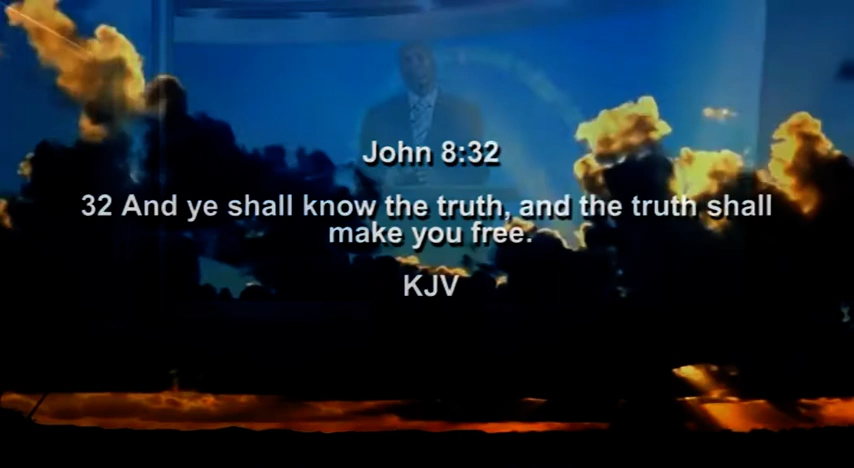 John 8:32
32 And ye shall know the truth, and the truth shall
make you free.
KJV